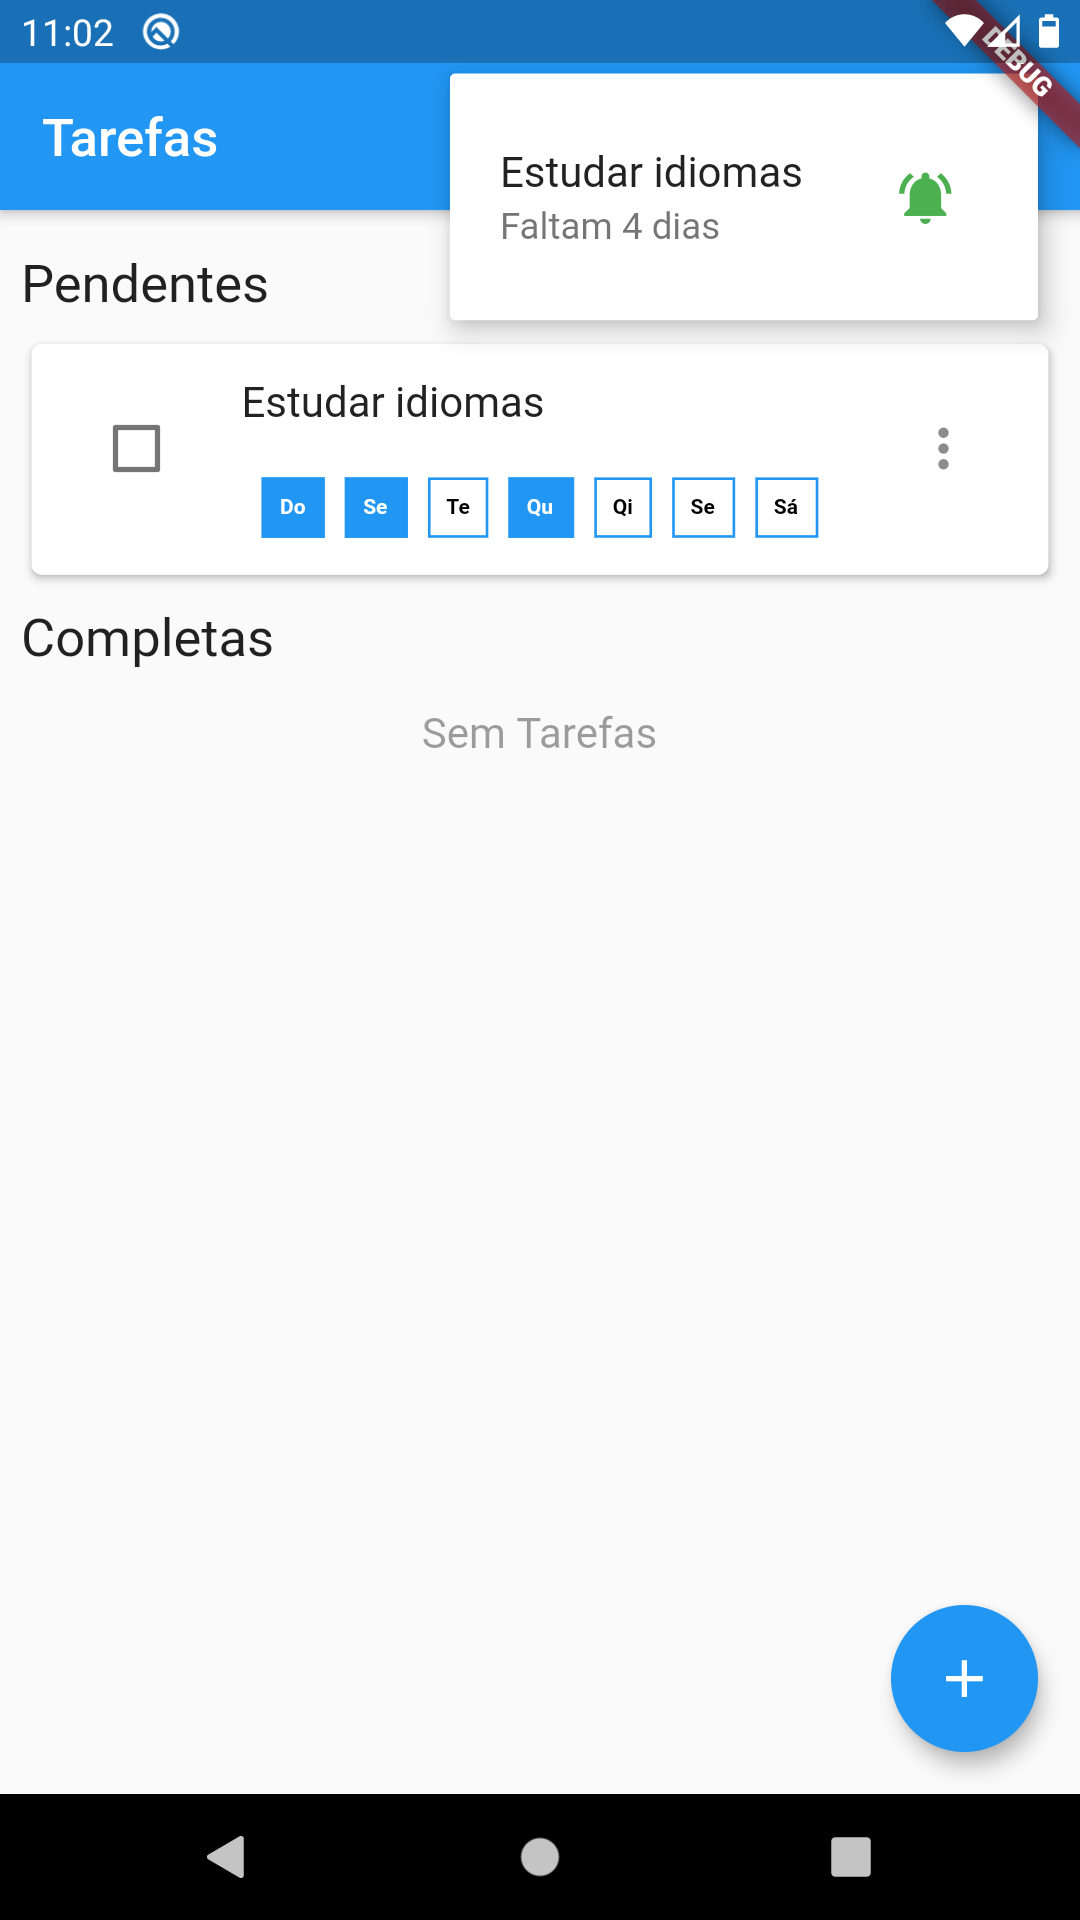 11:02
DEBUG
Tarefas
Estudar idiomas
Faltam 4 dias
Pendentes
Estudar idiomas
Do Se Te Qu Qi Se Sá
Completas
Sem Tarefas